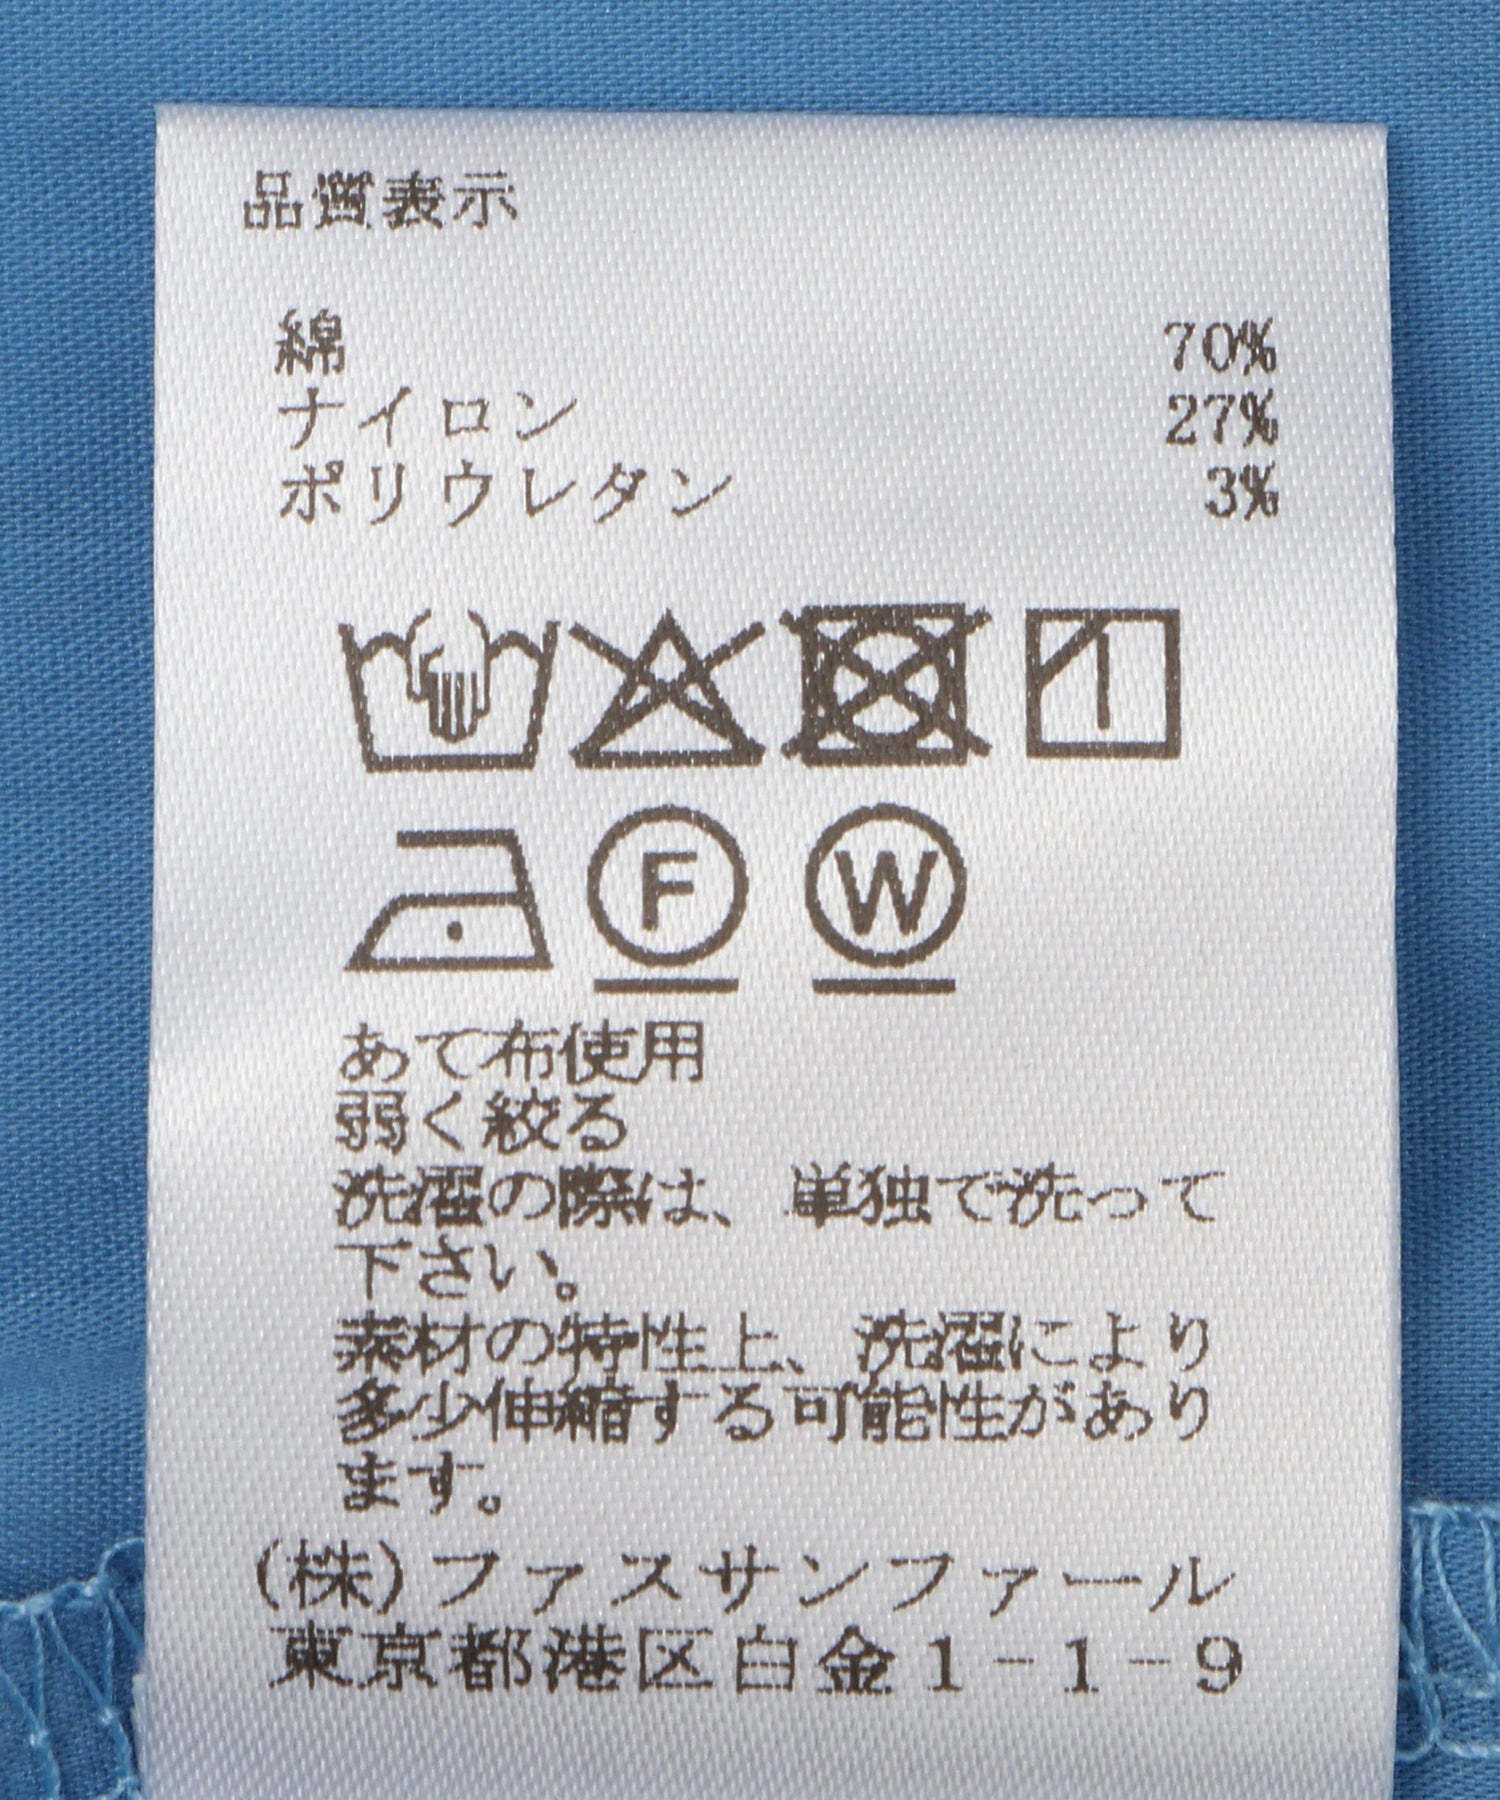 品質表示
綿 70%
ナイロン 27%
ポリウレタン 3%
F W
あて布使用
弱く絞る
洗濯の際は、単独で洗って
下さい。
素材の特性上、洗濯により
多少伸縮する可能性があり
ます。
(株)ファスサンファール
東京都港区白金1-1-9